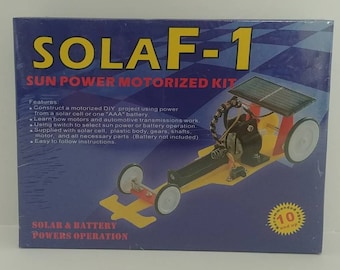 SOLAF-1
SUN POWER MOTORIZED KIT
Features:
• Construct a motorized DIY project using power
from a solar cell or one "AAA" battery.
• Learn how motors and automotive transmissions work.
• Using switch to select sun power or battery operation.
• Supplied with solar cell, plastic body, gears, shafts,
motor, and all necessary parts (Battery not included)
• Easy to follow instructions.
10
SOLAR & BATTERY
POWERS OPERATION